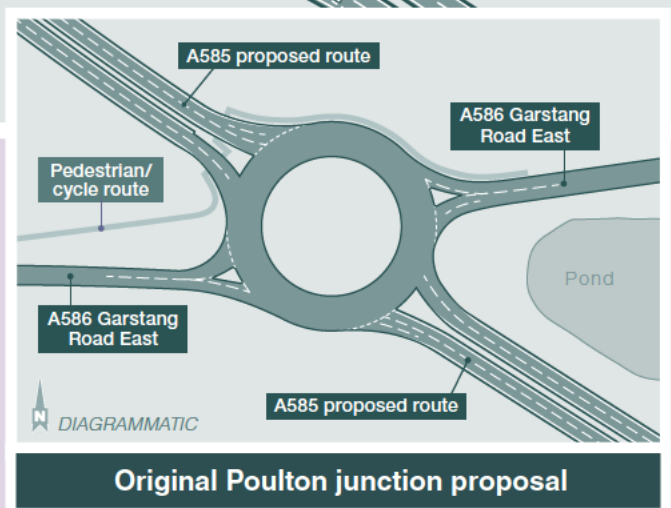 A585 proposed route
A586 Garstang
Road East
Pedestrian/
cycle route
Pond
A586 Garstang
Road East
A585 proposed route
N
DIAGRAMMATIC
Original Poulton junction proposal